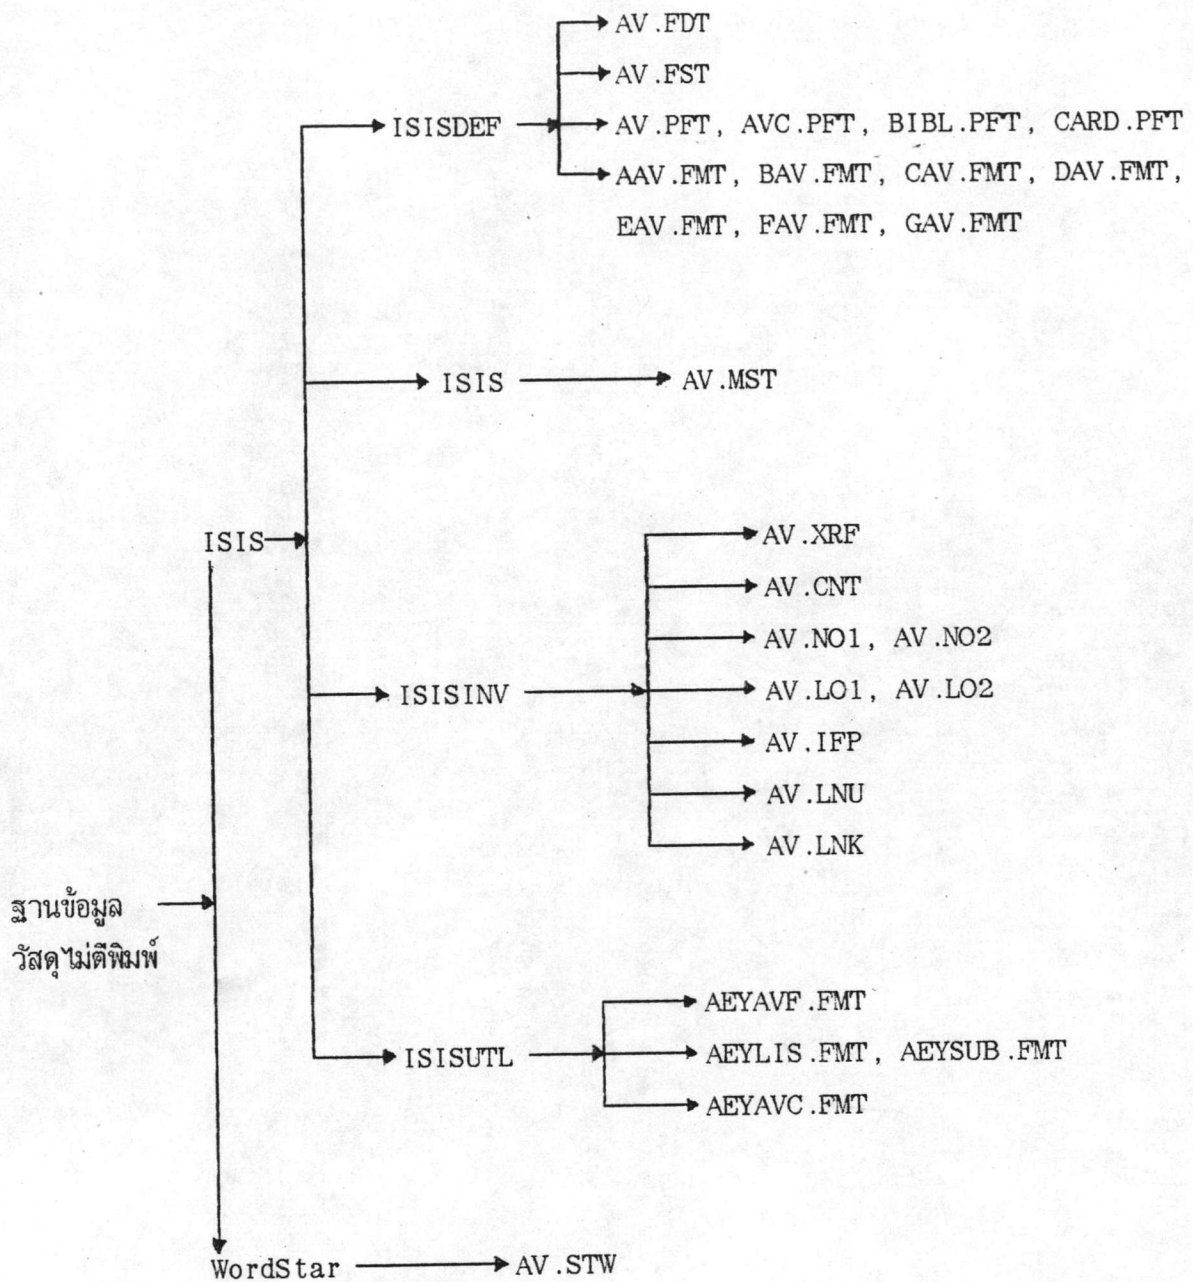 AV.FDT
AV.FST
ISISDEF
AV.PFT, AVC.PFT, BIBL.PFT, CARD.PFT
AAV.FMT, BAV.FMT, CAV.FMT, DAV.FMT,
EAV.FMT, FAV.FMT, GAV.FMT
ISIS
AV.MST
ISIS
AV.XRF
AV.CNT
AV.NO1, AV.NO2
ISISINV
AV.LO1, AV.LO2
AV.IFP
AV.LNU
AV.LNK
ฐานข้อมูล
วัสดุไม่ตีพิมพ์
AEYAVF.FMT
ISISUTL
AEYLIS.FMT, AEYSUB.FMT
AEYAVC.FMT
WordStar
AV.STW